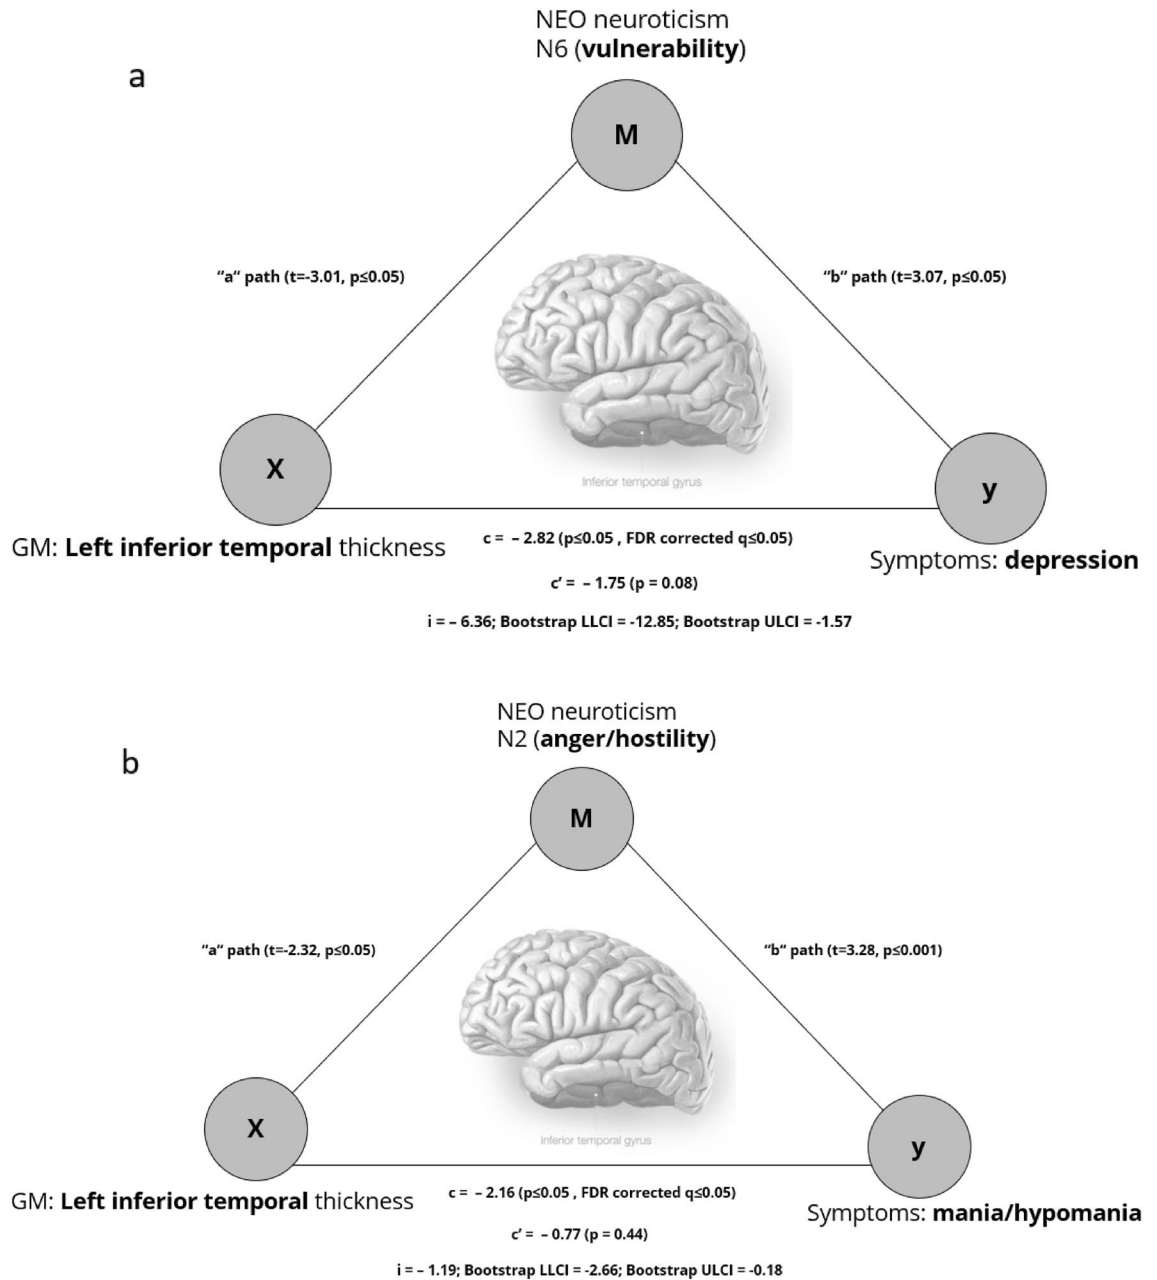 NEO neuroticism
N6 (vulnerability)
a
M
“a“ path (t=-3.01, p≤0.05)
“b“ path (t=3.07, p≤0.05)
X
y
Inferior temporal gyrus
GM: Left inferior temporal thickness
c = – 2.82 (p≤0.05 , FDR corrected q≤0.05)
Symptoms: depression
c’ = – 1.75 (p = 0.08)
i = – 6.36; Bootstrap LLCI = -12.85; Bootstrap ULCI = -1.57
NEO neuroticism
N2 (anger/hostility)
b
M
“a“ path (t=-2.32, p≤0.05)
“b“ path (t=3.28, p≤0.001)
X
y
Inferior temporal gyrus
GM: Left inferior temporal thickness
c = – 2.16 (p≤0.05 , FDR corrected q≤0.05)
Symptoms: mania/hypomania
c’ = – 0.77 (p = 0.44)
i = – 1.19; Bootstrap LLCI = -2.66; Bootstrap ULCI = -0.18